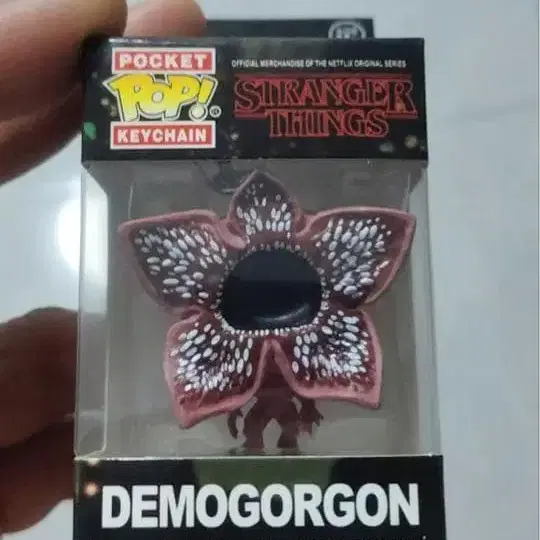 POCKET
POP!
KEYCHAIN
OFFICIAL MERCHANDISE OF THE NETFLIX ORIGINAL SERIES
STRANGER
THINGS
DEMOGORGON